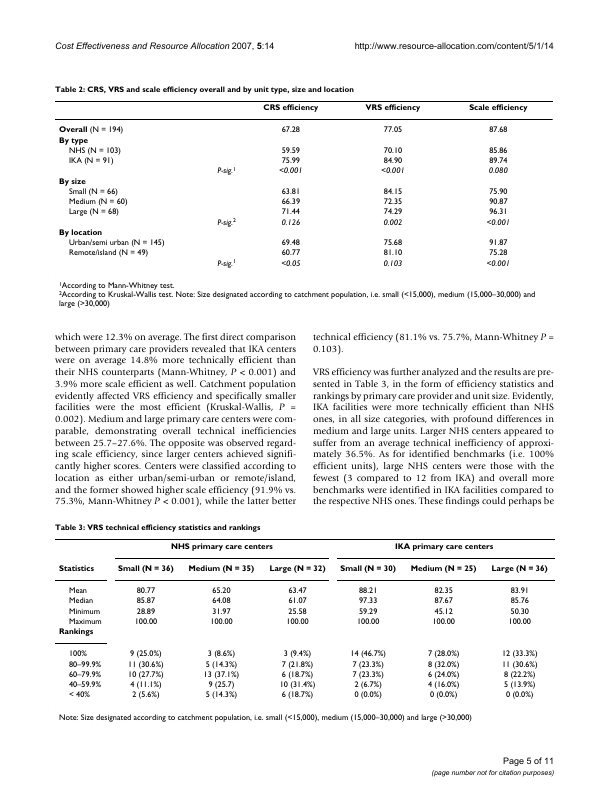 Cost Effectiveness and Resource Allocation 2007, 5:14 http://www.resource-allocation.com/content/5/1/14
Table 2: CRS, VRS and scale efficiency overall and by unit type, size and location
CRS efficiency VRS efficiency Scale efficiency
Overall (N = 194) 67.28 77.05 87.68
By type
NHS (N = 103) 59.59 70.10 85.86
IKA (N = 91) 75.99 84.90 89.74
P-sig.1 <0.001 <0.001 0.080
By size
Small (N = 66) 63.81 84.15 75.90
Medium (N = 60) 66.39 72.35 90.87
Large (N = 68) 71.44 74.29 96.31
P-sig.2 0.126 0.002 <0.001
By location
Urban/semi urban (N = 145) 69.48 75.68 91.87
Remote/island (N = 49) 60.77 81.10 75.28
P-sig.1 <0.05 0.103 <0.001
1According to Mann-Whitney test.
2According to Kruskal-Wallis test. Note: Size designated according to catchment population, i.e. small (<15,000), medium (15,000–30,000) and
large (>30,000)
which were 12.3% on average. The first direct comparison
between primary care providers revealed that IKA centers
were on average 14.8% more technically efficient than
their NHS counterparts (Mann-Whitney, P < 0.001) and
3.9% more scale efficient as well. Catchment population
evidently affected VRS efficiency and specifically smaller
facilities were the most efficient (Kruskal-Wallis, P =
0.002). Medium and large primary care centers were com-
parable, demonstrating overall technical inefficiencies
between 25.7–27.6%. The opposite was observed regard-
ing scale efficiency, since larger centers achieved signifi-
cantly higher scores. Centers were classified according to
location as either urban/semi-urban or remote/island,
and the former showed higher scale efficiency (91.9% vs.
75.3%, Mann-Whitney P < 0.001), while the latter better
technical efficiency (81.1% vs. 75.7%, Mann-Whitney P =
0.103).
VRS efficiency was further analyzed and the results are pre-
sented in Table 3, in the form of efficiency statistics and
rankings by primary care provider and unit size. Evidently,
IKA facilities were more technically efficient than NHS
ones, in all size categories, with profound differences in
medium and large units. Larger NHS centers appeared to
suffer from an average technical inefficiency of approxi-
mately 36.5%. As for identified benchmarks (i.e. 100%
efficient units), large NHS centers were those with the
fewest (3 compared to 12 from IKA) and overall more
benchmarks were identified in IKA facilities compared to
the respective NHS ones. These findings could perhaps be
Table 3: VRS technical efficiency statistics and rankings
NHS primary care centers IKA primary care centers
Statistics Small (N = 36) Medium (N = 35) Large (N = 32) Small (N = 30) Medium (N = 25) Large (N = 36)
Mean 80.77 65.20 63.47 88.21 82.35 83.91
Median 85.87 64.08 61.07 97.33 87.67 85.76
Minimum 28.89 31.97 25.58 59.29 45.12 50.30
Maximum 100.00 100.00 100.00 100.00 100.00 100.00
Rankings
100% 9 (25.0%) 3 (8.6%) 3 (9.4%) 14 (46.7%) 7 (28.0%) 12 (33.3%)
80–99.9% 11 (30.6%) 5 (14.3%) 7 (21.8%) 7 (23.3%) 8 (32.0%) 11 (30.6%)
60–79.9% 10 (27.7%) 13 (37.1%) 6 (18.7%) 7 (23.3%) 6 (24.0%) 8 (22.2%)
40–59.9% 4 (11.1%) 9 (25.7) 10 (31.4%) 2 (6.7%) 4 (16.0%) 5 (13.9%)
< 40% 2 (5.6%) 5 (14.3%) 6 (18.7%) 0 (0.0%) 0 (0.0%) 0 (0.0%)
Note: Size designated according to catchment population, i.e. small (<15,000), medium (15,000–30,000) and large (>30,000)
Page 5 of 11
(page number not for citation purposes)